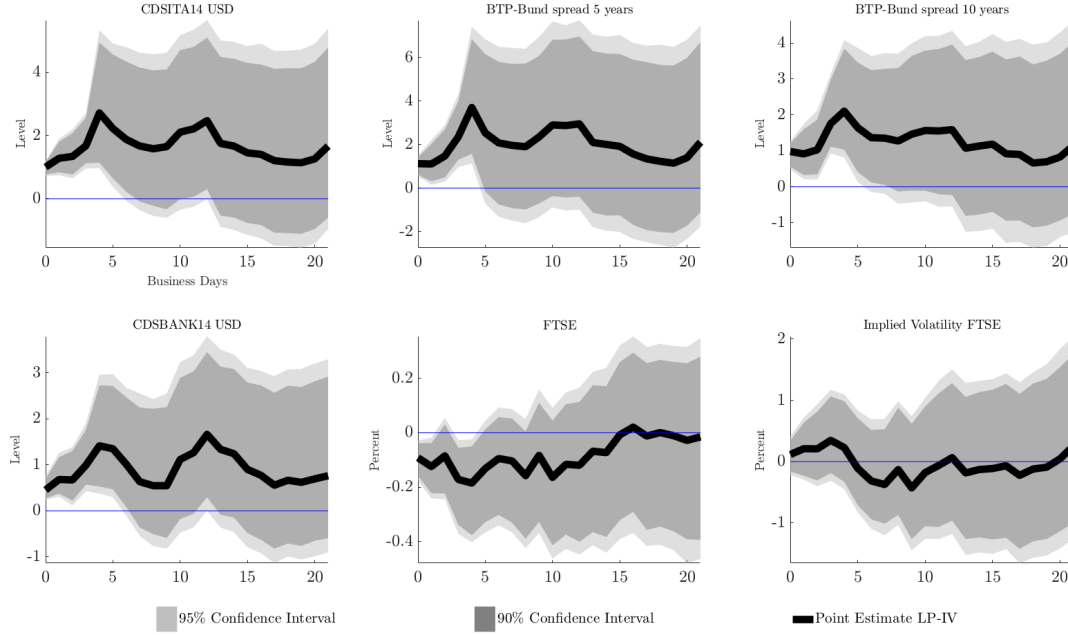 CDSITA14 USD
BTP-Bund spread 5 years
BTP-Bund spread 10 years
Level
4
2
0
0 5 10 15 20
Business Days
Level
6
4
2
0
-2
0 5 10 15 20
Level
4
3
2
1
0
-1
0 5 10 15 20
CDSBANK14 USD
FTSE
Implied Volatility FTSE
Level
3
2
1
0
-1
0 5 10 15 20
Percent
0.2
0
-0.2
-0.4
0 5 10 15 20
Percent
2
1
0
-1
0 5 10 15 20
95% Confidence Interval
90% Confidence Interval
Point Estimate LP-IV